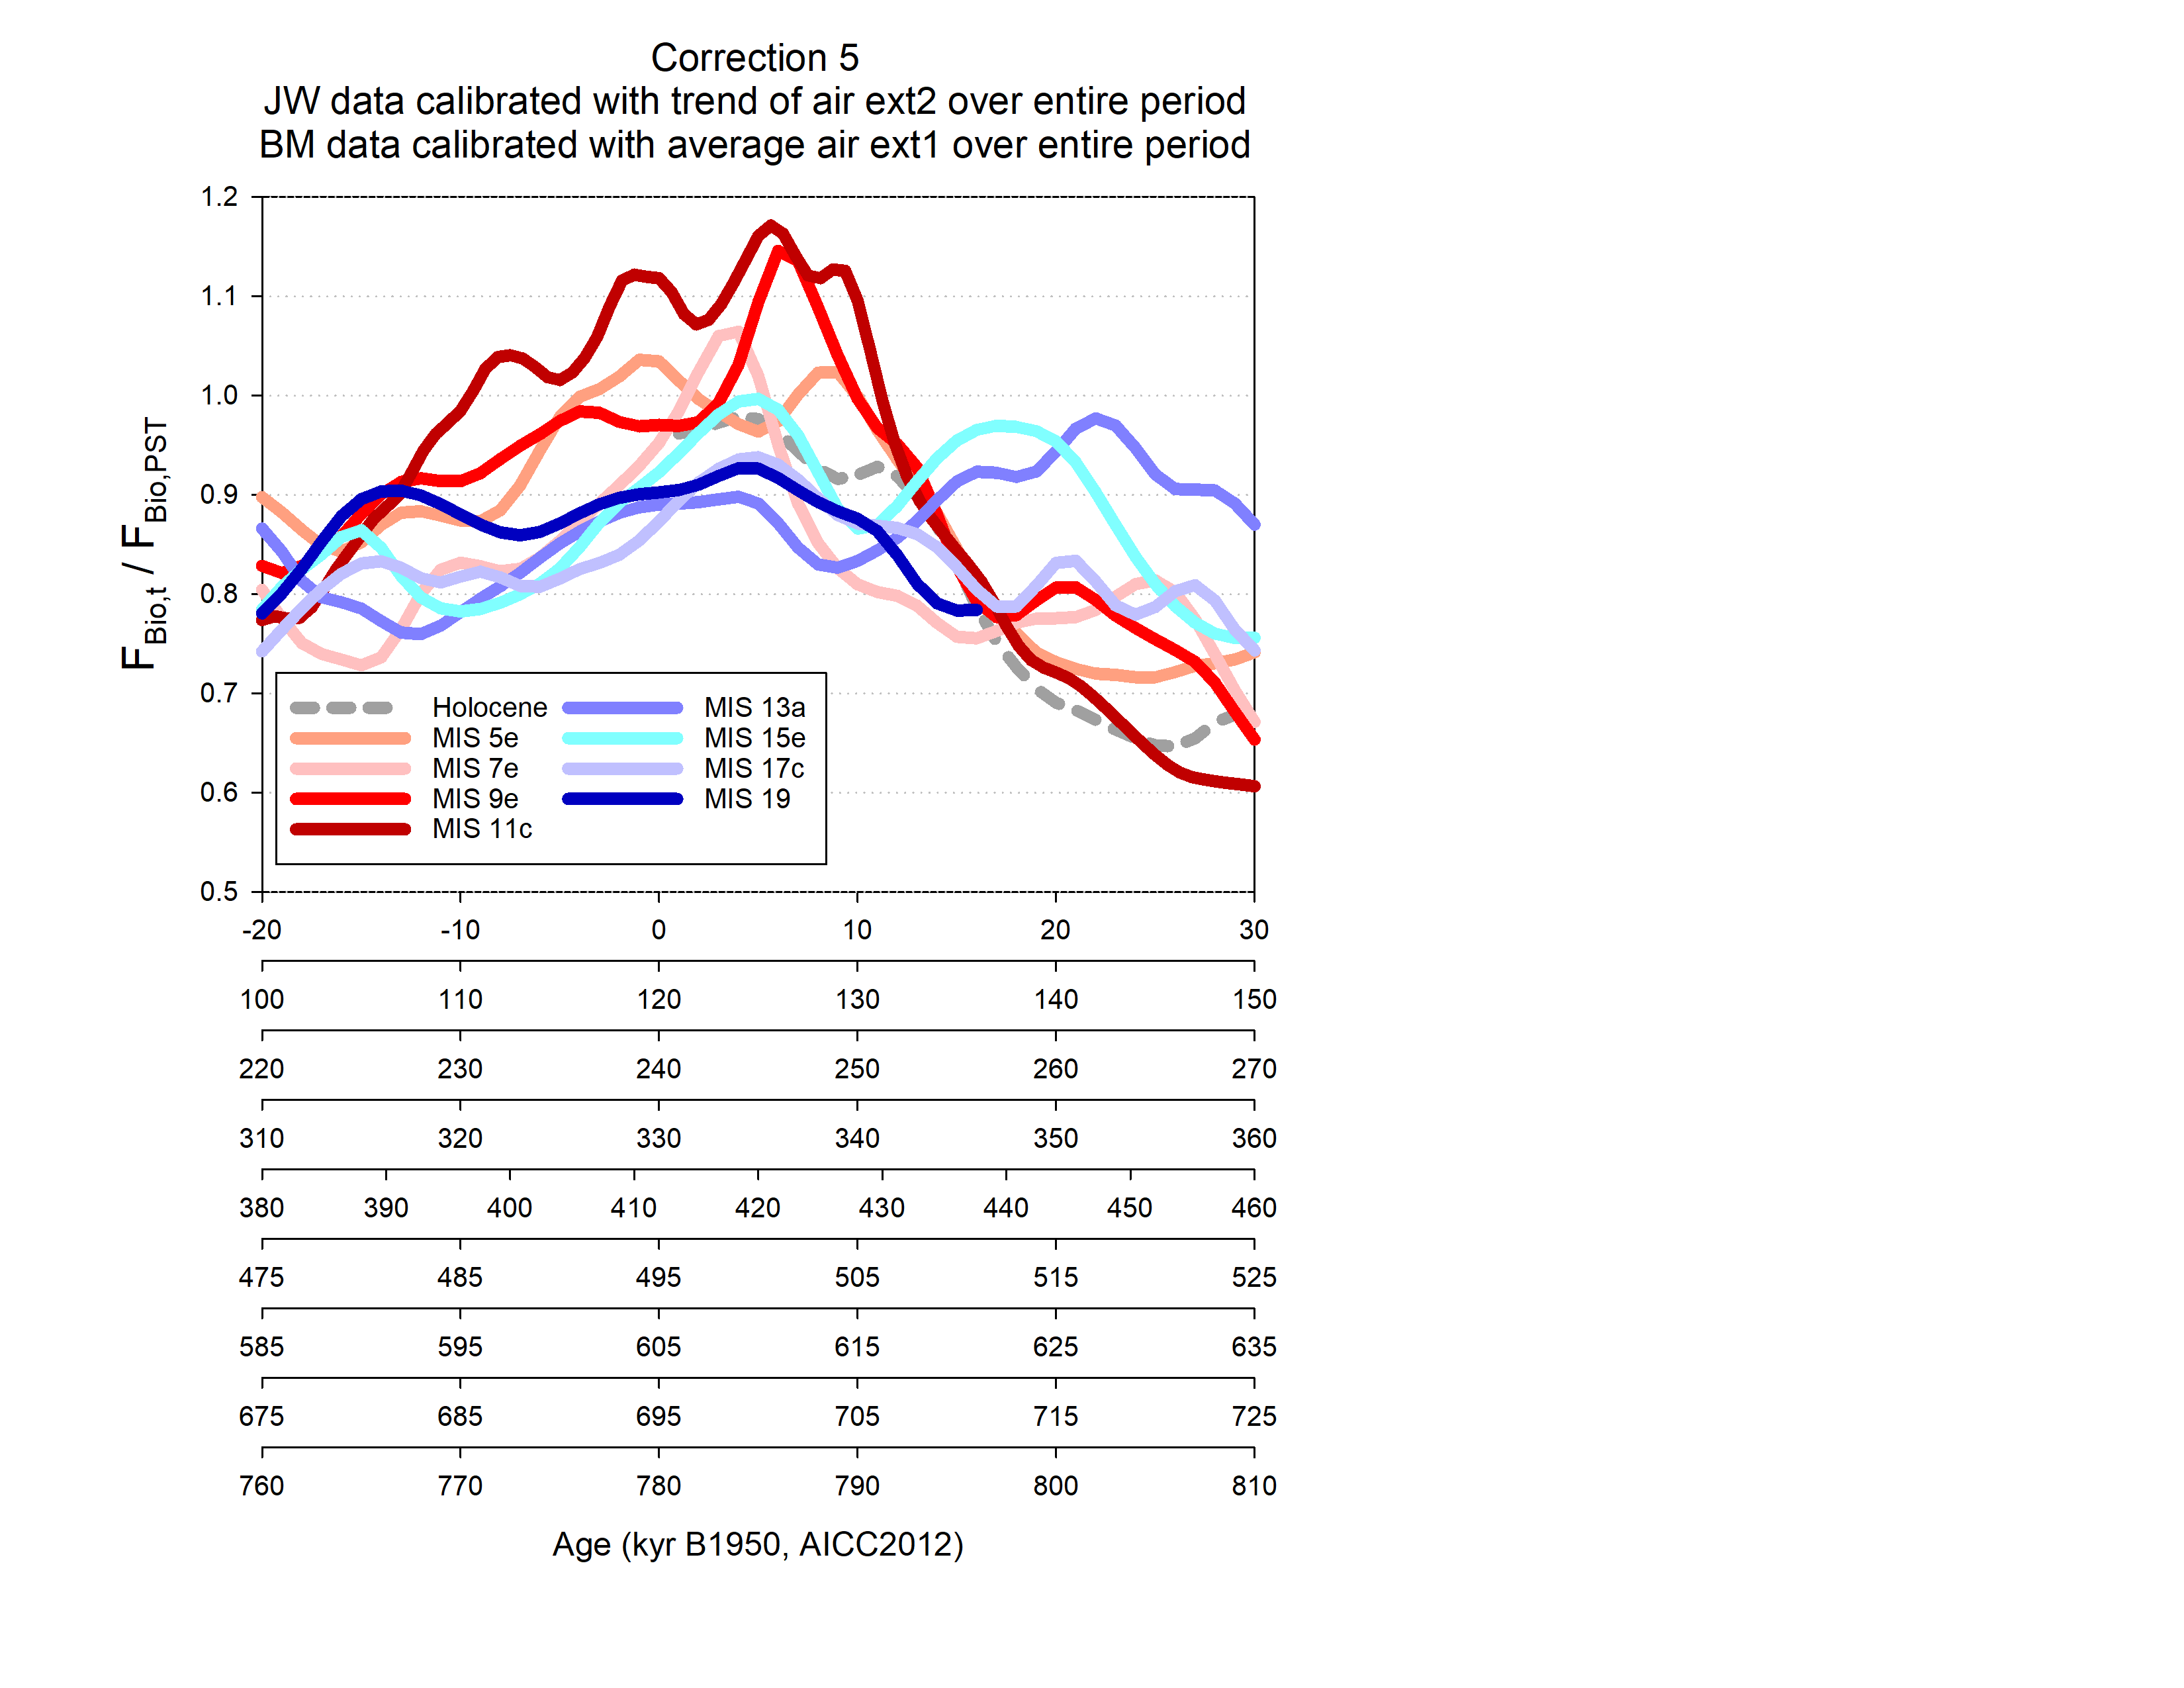 Correction 5
JW data calibrated with trend of air ext2 over entire period
BM data calibrated with average air ext1 over entire period
F Bio,t / F Bio,PST
1.2
1.1
1.0
0.9
0.8
0.7
0.6
0.5
Holocene MIS 13a
MIS 5e MIS 15e
MIS 7e MIS 17c
MIS 9e MIS 19
MIS 11c
-20 -10 0 10 20 30
100 110 120 130 140 150
220 230 240 250 260 270
310 320 330 340 350 360
380 390 400 410 420 430 440 450 460
475 485 495 505 515 525
585 595 605 615 625 635
675 685 695 705 715 725
760 770 780 790 800 810
Age (kyr B1950, AICC2012)